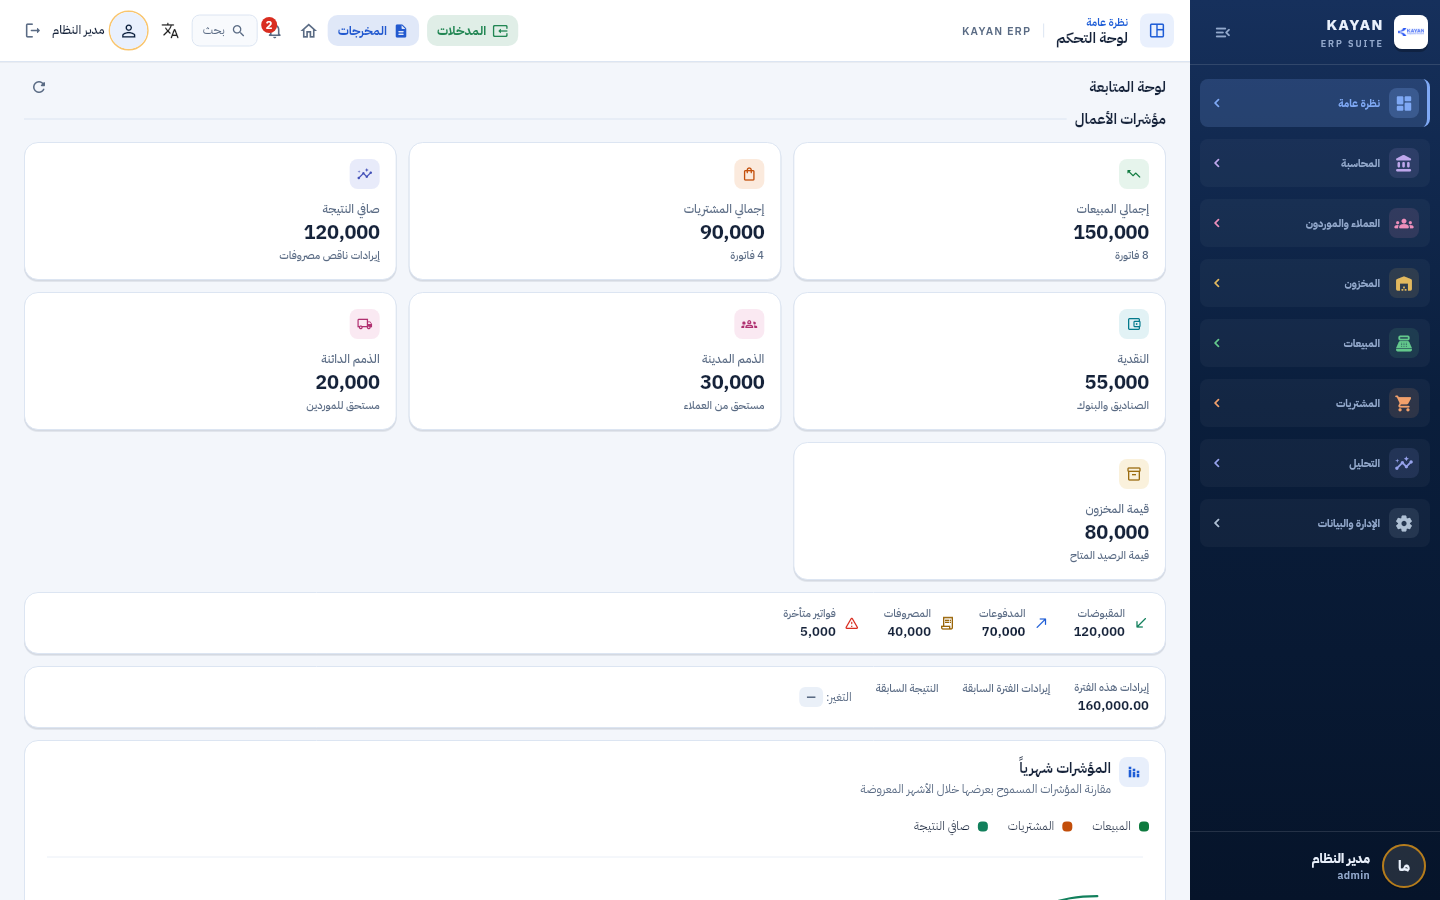 KAYAN
ERP SUITE
نظرة عامة
المحاسبة
العملاء والموردون
المخزون
المبيعات
المشتريات
التحليل
الإدارة والبيانات
مدير النظام
admin
ما
نظرة عامة
لوحة التحكم
KAYAN ERP
المدخلات
المخرجات
2
بحث
مدير النظام
لوحة المتابعة
مؤشرات الأعمال
إجمالي المبيعات
150,000
8 فاتورة
إجمالي المشتريات
90,000
4 فاتورة
صافي النتيجة
120,000
إيرادات ناقص مصروفات
النقدية
55,000
الصناديق والبنوك
الذمم المدينة
30,000
مستحق من العملاء
الذمم الدائنة
20,000
مستحق للموردين
قيمة المخزون
80,000
قيمة الرصيد المتاح
المقبوضات
120,000
المدفوعات
70,000
المصروفات
40,000
فواتير متأخرة
5,000
إيرادات هذه الفترة
160,000.00
إيرادات الفترة السابقة
النتيجة السابقة
التغير: —
المؤشرات شهرياً
مقارنة المؤشرات المسموح بعرضها خلال الأشهر المعروضة
المبيعات
المشتريات
صافي النتيجة